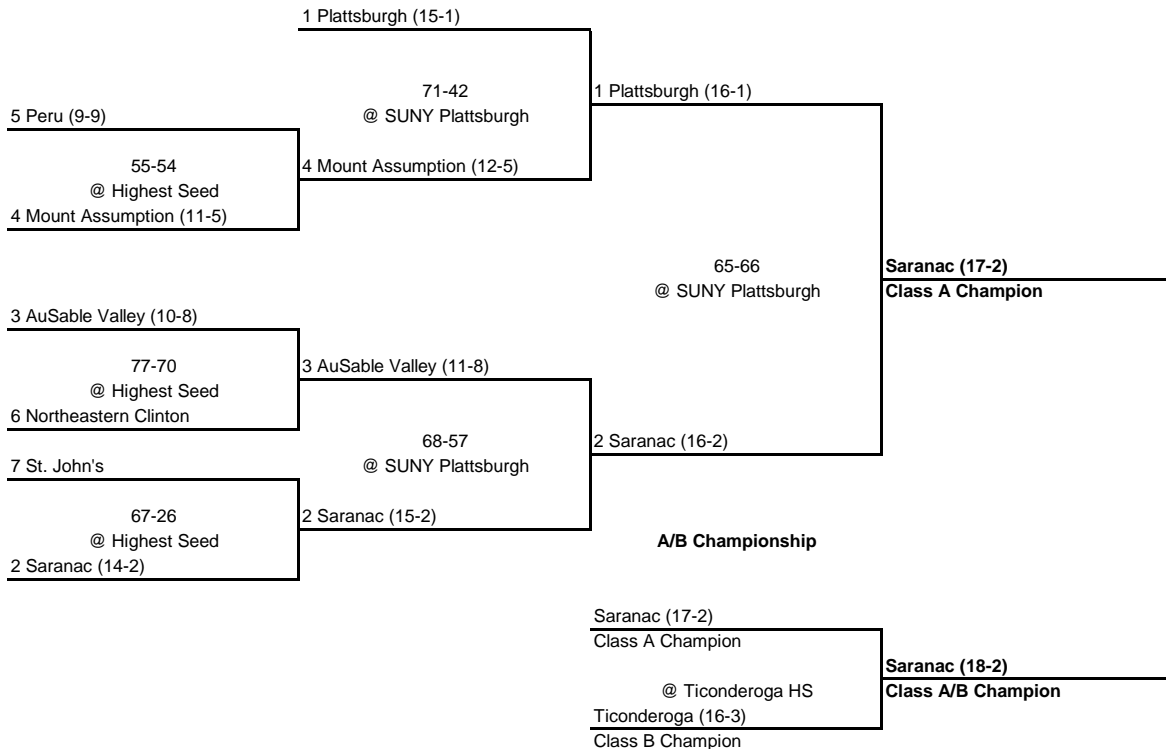 1 Plattsburgh (15-1)
71-42
@ SUNY Plattsburgh
1 Plattsburgh (16-1)
5 Peru (9-9)
55-54
@ Highest Seed
4 Mount Assumption (12-5)
4 Mount Assumption (11-5)
65-66
@ SUNY Plattsburgh
Saranac (17-2)
Class A Champion
3 AuSable Valley (10-8)
77-70
@ Highest Seed
3 AuSable Valley (11-8)
6 Northeastern Clinton
68-57
@ SUNY Plattsburgh
2 Saranac (16-2)
7 St. John's
67-26
@ Highest Seed
2 Saranac (15-2)
2 Saranac (14-2)
A/B Championship
Saranac (17-2)
Class A Champion
@ Ticonderoga HS
Saranac (18-2)
Class A/B Champion
Ticonderoga (16-3)
Class B Champion